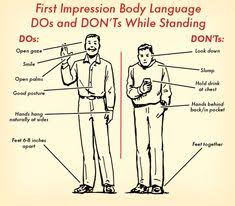 First Impression Body Language
DOs and DON'Ts While Standing
DOs:
Open gaze
Smile
Open palms
Good posture
Hands hang
naturally at sides
Feet 6-8 inches
apart
DON'Ts:
Look down
Slump
Hold drink
at chest
Hands behind
back/in pocket
Feet together